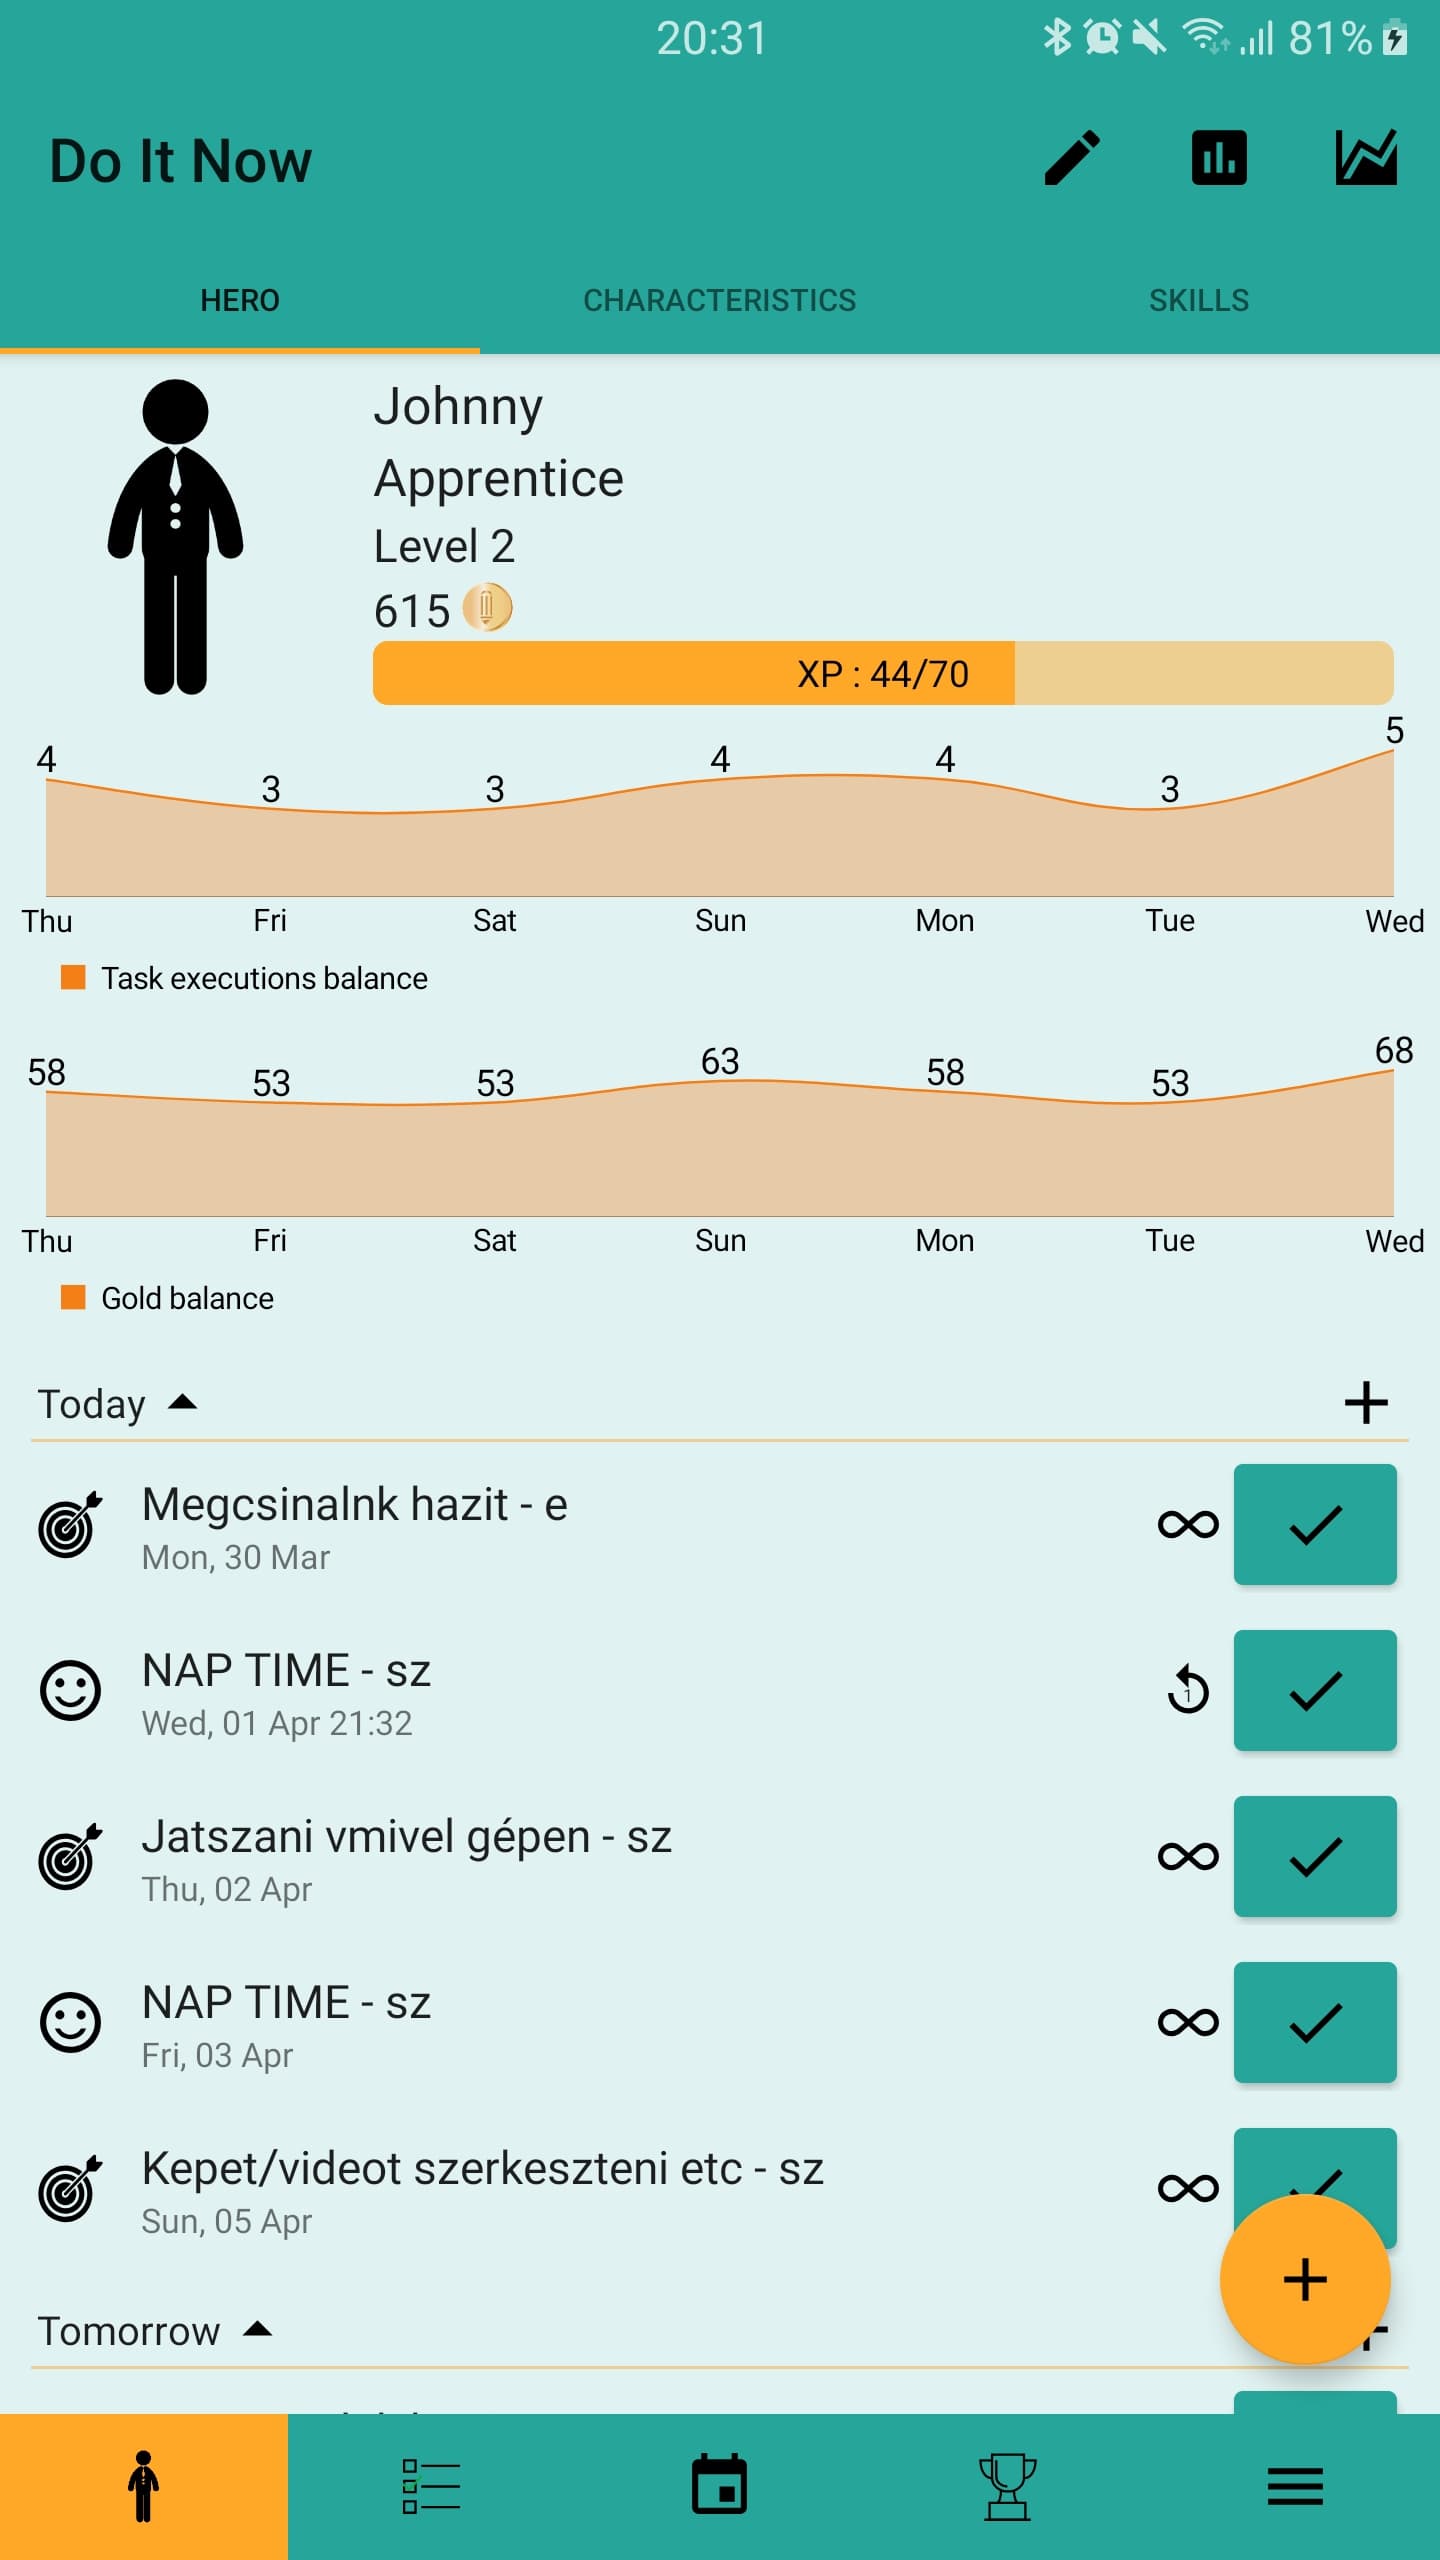 20:31 81%
Do It Now
HERO CHARACTERISTICS SKILLS
Johnny
Apprentice
Level 2
615
XP : 44/70
4 3 3 4 4 3 5
Thu Fri Sat Sun Mon Tue Wed
Task executions balance
58 53 53 63 58 53 68
Thu Fri Sat Sun Mon Tue Wed
Gold balance
Today
Megcsinalnk hazit - e
Mon, 30 Mar
NAP TIME - sz
Wed, 01 Apr 21:32
1
Jatszani vmivel gépen - sz
Thu, 02 Apr
NAP TIME - sz
Fri, 03 Apr
Kepet/videot szerkeszteni etc - sz
Sun, 05 Apr
Tomorrow